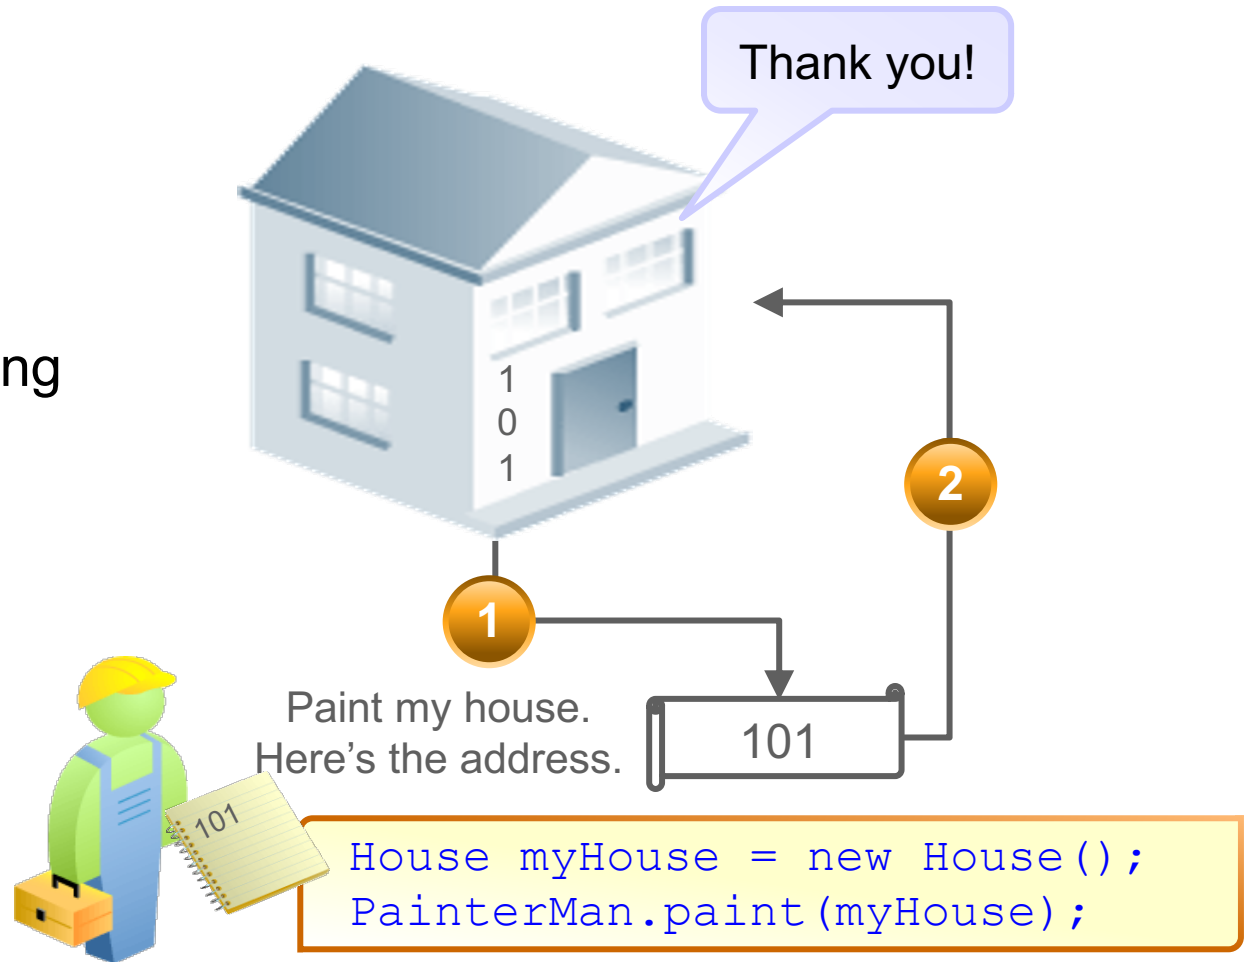 Thank you!
ng
1
0
1
2
1
Paint my house.
Here’s the address.
101
101
House myHouse = new House();
PainterMan.paint(myHouse);